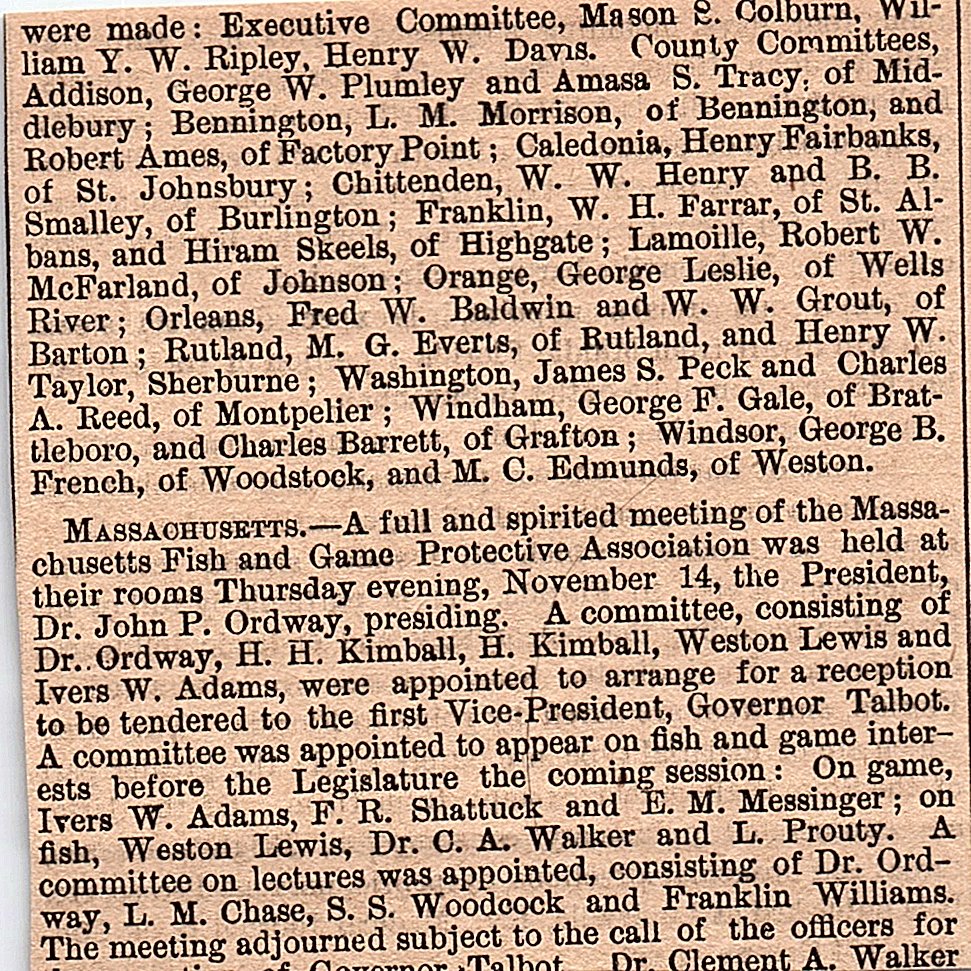 were made: Executive Committee, Mason S. Colburn, Wil-
liam Y. W. Ripley, Henry W. Davis. County Committees,
Addison, George W. Plumley and Amasa S. Tracy, of Mid-
dlebury; Bennington, L. M. Morrison, of Bennington, and
Robert Ames, of Factory Point; Caledonia, Henry Fairbanks,
of St. Johnsbury; Chittenden, W. W. Henry and B. B.
Smalley, of Burlington; Franklin, W. H. Farrar, of St. Al-
bans, and Hiram Skeels, of Highgate; Lamoille, Robert W.
McFarland, of Johnson; Orange, George Leslie, of Wells
River; Orleans, Fred W. Baldwin and W. W. Grout, of
Barton; Rutland, M. G. Everts, of Rutland, and Henry W.
Taylor, Sherburne; Washington, James S. Peck and Charles
A. Reed, of Montpelier; Windham, George F. Gale, of Brat-
tleboro, and Charles Barrett, of Grafton; Windsor, George B.
French, of Woodstock, and M. C. Edmunds, of Weston.
MASSACHUSETTS.—A full and spirited meeting of the Massa-
chusetts Fish and Game Protective Association was held at
their rooms Thursday evening, November 14, the President,
Dr. John P. Ordway, presiding. A committee, consisting of
Dr. Ordway, H. H. Kimball, H. Kimball, Weston Lewis and
Ivers W. Adams, were appointed to arrange for a reception
to be tendered to the first Vice-President, Governor Talbot.
A committee was appointed to appear on fish and game inter-
ests before the Legislature the coming session: On game,
Ivers W. Adams, F. R. Shattuck and E. M. Messinger; on
fish, Weston Lewis, Dr. C. A. Walker and L. Prouty. A
committee on lectures was appointed, consisting of Dr. Ord-
way, L. M. Chase, S. S. Woodcock and Franklin Williams.
The meeting adjourned subject to the call of the officers for
of Governor Talbot. Dr. Clement A. Walker